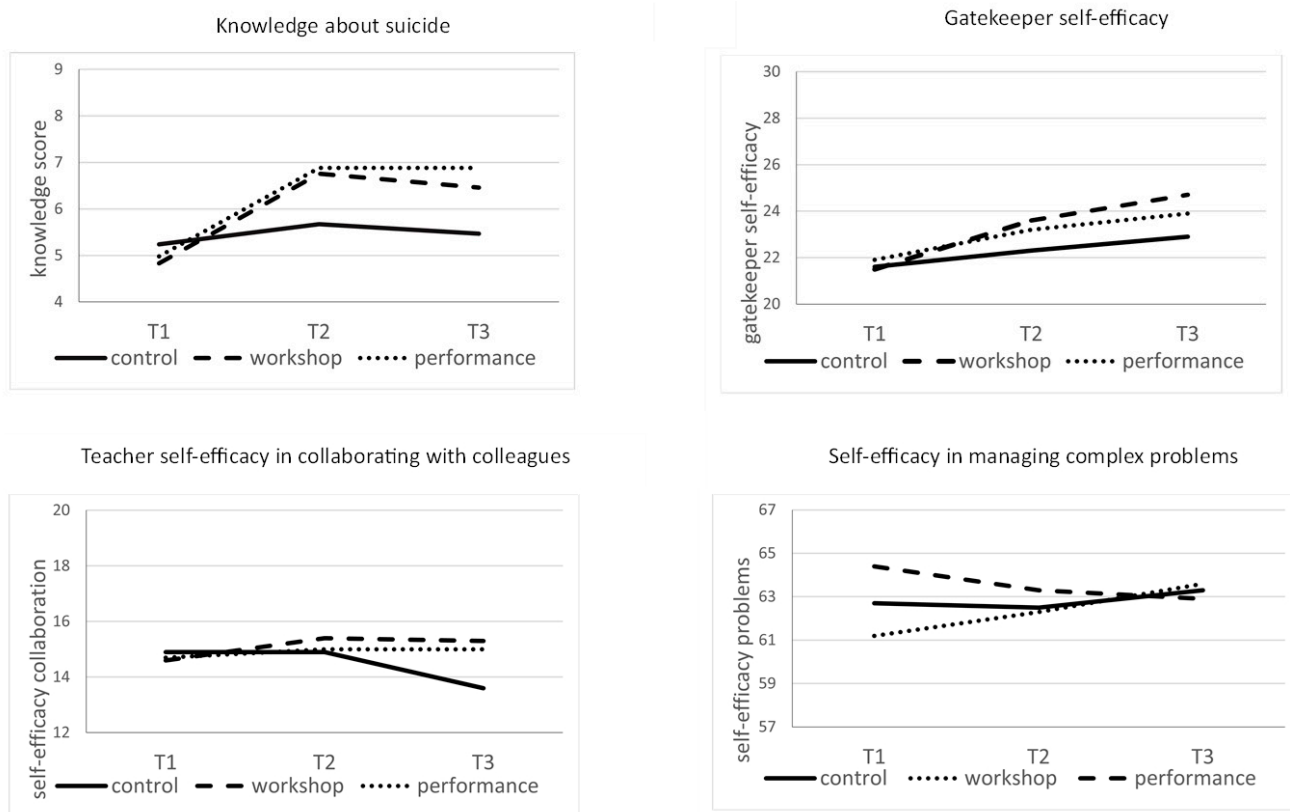 Knowledge about suicide
9
8
7
6
5
4
knowledge score
T1 T2 T3
control workshop performance
Gatekeeper self-efficacy
30
28
26
24
22
20
gatekeeper self-efficacy
T1 T2 T3
control workshop performance
Teacher self-efficacy in collaborating with colleagues
20
18
16
14
12
self-efficacy collaboration
T1 T2 T3
control workshop performance
Self-efficacy in managing complex problems
67
65
63
61
59
57
self-efficacy problems
T1 T2 T3
control workshop performance